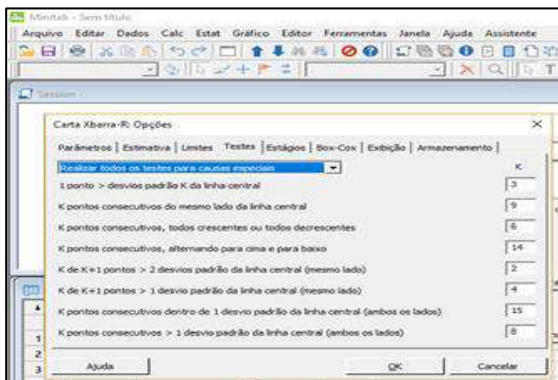 Minitab - Sem título
Arquivo Editar Dados Calc Estat Gráfico Editor Ferramentas Janela Ajuda Assistente
Session
Carta Xbarra-R: Opções
Parâmetros Estimativa Limites Testes Estágios Box-Cox Exibição Armazenamento
Realizar todos os testes para causas especiais K
1 ponto > desvios padrão K da linha central 3
K pontos consecutivos do mesmo lado da linha central 9
K pontos consecutivos, todos crescentes ou todos decrescentes 6
K pontos consecutivos, alternando para cima e para baixo 14
K de K+1 pontos > 2 desvios padrão da linha central (mesmo lado) 2
K de K+1 pontos > 1 desvio padrão da linha central (mesmo lado) 4
K pontos consecutivos dentro de 1 desvio padrão da linha central (ambos os lados) 15
K pontos consecutivos > 1 desvio padrão da linha central (ambos os lados) 8
1
2
3
Ajuda OK Cancelar